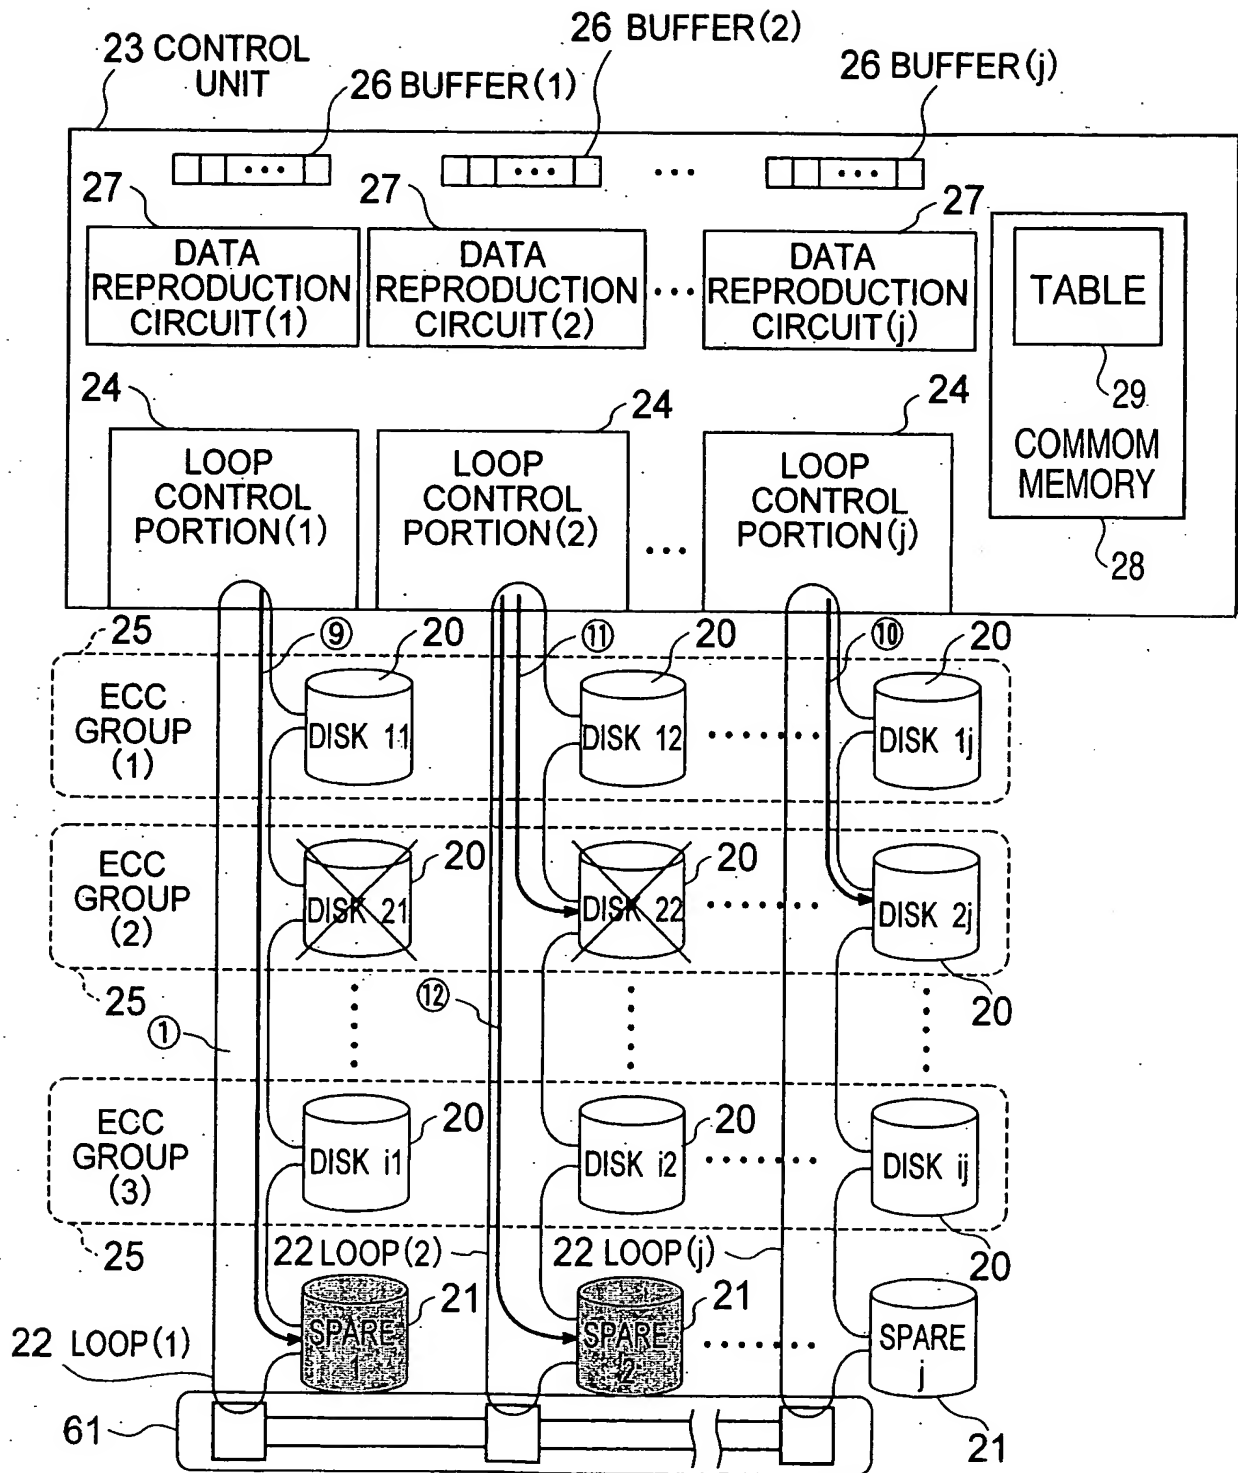 23 CONTROL
UNIT
26 BUFFER(1)
26 BUFFER(2)
26 BUFFER(j)
27
27
27
DATA
REPRODUCTION
CIRCUIT(1)
DATA
REPRODUCTION
CIRCUIT(2)
DATA
REPRODUCTION
CIRCUIT(j)
TABLE
29
COMMOM
MEMORY
28
24
24
24
LOOP
CONTROL
PORTION(1)
LOOP
CONTROL
PORTION(2)
LOOP
CONTROL
PORTION(j)
25
⑨
20
⑪
20
⑩
20
ECC
GROUP
(1)
DISK 11
DISK 12
DISK 1j
ECC
GROUP
(2)
20
DISK 21
20
DISK 22
DISK 2j
20
25
①
⑫
ECC
GROUP
(3)
20
DISK i1
20
DISK i2
DISK ij
20
25
22 LOOP(2)
22 LOOP(j)
22 LOOP(1)
21
SPARE
1
21
SPARE
SPARE
j
21
61